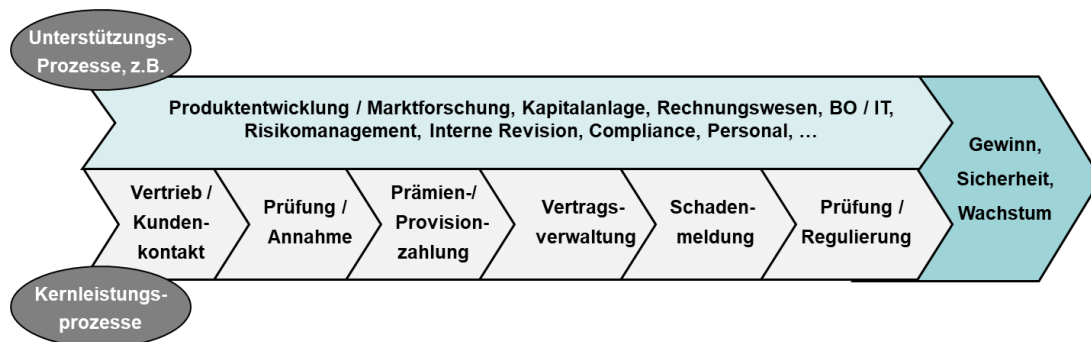 Unterstützungs-
Prozesse, z.B.
Produktentwicklung / Marktforschung, Kapitalanlage, Rechnungswesen, BO / IT,
Risikomanagement, Interne Revision, Compliance, Personal, …
Gewinn,
Sicherheit,
Wachstum
Vertrieb /
Kunden-
kontakt
Prüfung /
Annahme
Prämien-/
Provision-
zahlung
Vertrags-
verwaltung
Schaden-
meldung
Prüfung /
Regulierung
Kernleistungs-
prozesse